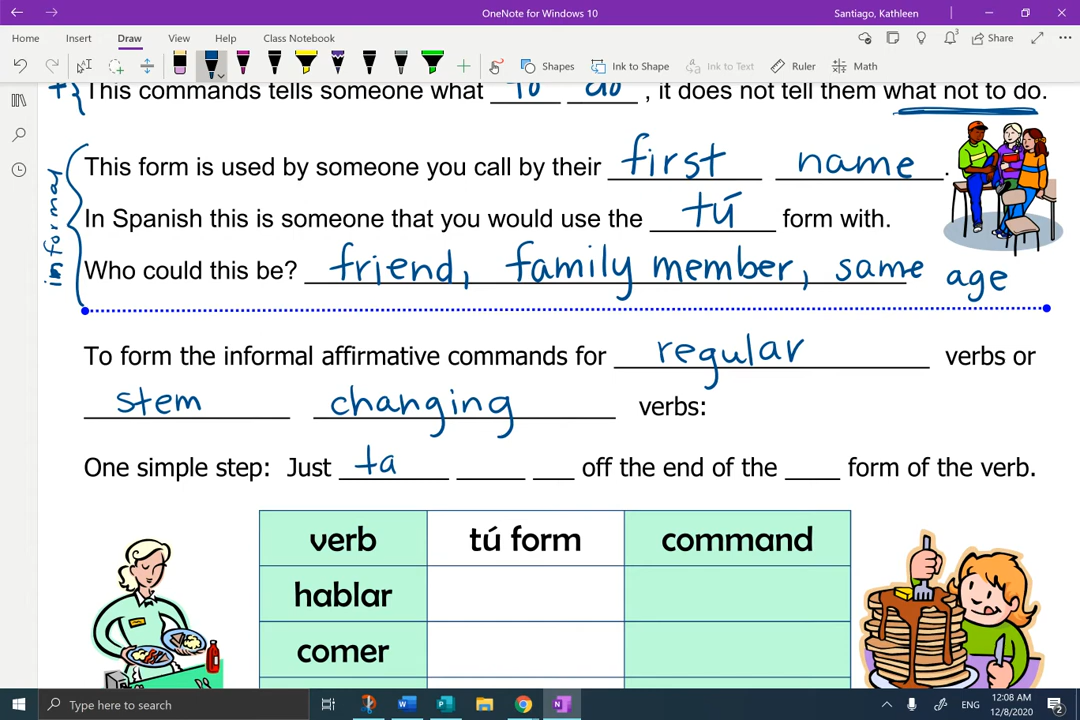 OneNote for Windows 10
Santiago, Kathleen
Home Insert Draw View Help Class Notebook
3 Share
Shapes Ink to Shape Ink to Text Ruler Math
This commands tells someone what to do, it does not tell them what not to do.
informal
This form is used by someone you call by their first name.
In Spanish this is someone that you would use the tú form with.
Who could this be? friend, family member, same age
To form the informal affirmative commands for regular verbs or
stem changing verbs:
One simple step: Just ta ____ ____ off the end of the ____ form of the verb.
verb tú form command
hablar
comer
Type here to search
ENG 12:08 AM
12/8/2020 2